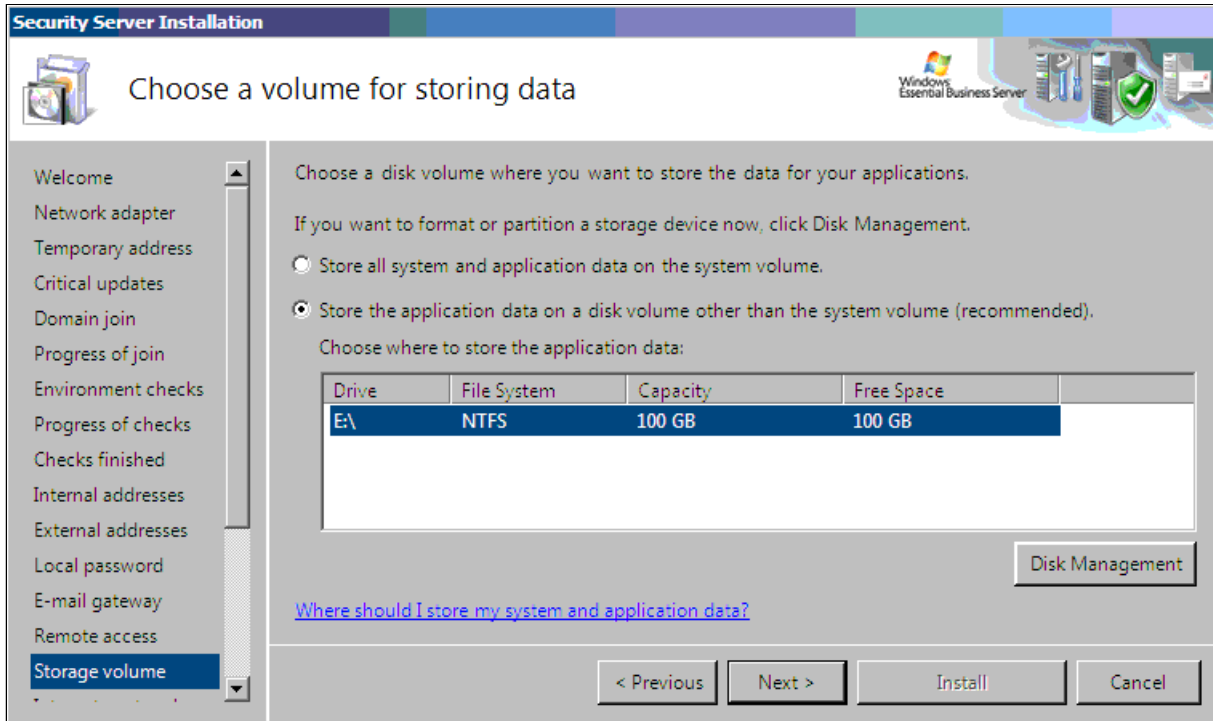 Security Server Installation
Choose a volume for storing data
Windows
Essential Business Server
Welcome
Network adapter
Temporary address
Critical updates
Domain join
Progress of join
Environment checks
Progress of checks
Checks finished
Internal addresses
External addresses
Local password
E-mail gateway
Remote access
Storage volume
Choose a disk volume where you want to store the data for your applications.
If you want to format or partition a storage device now, click Disk Management.
Store all system and application data on the system volume.
Store the application data on a disk volume other than the system volume (recommended).
Choose where to store the application data:
Drive File System Capacity Free Space
E:\ NTFS 100 GB 100 GB
Disk Management
Where should I store my system and application data?
< Previous Next > Install Cancel